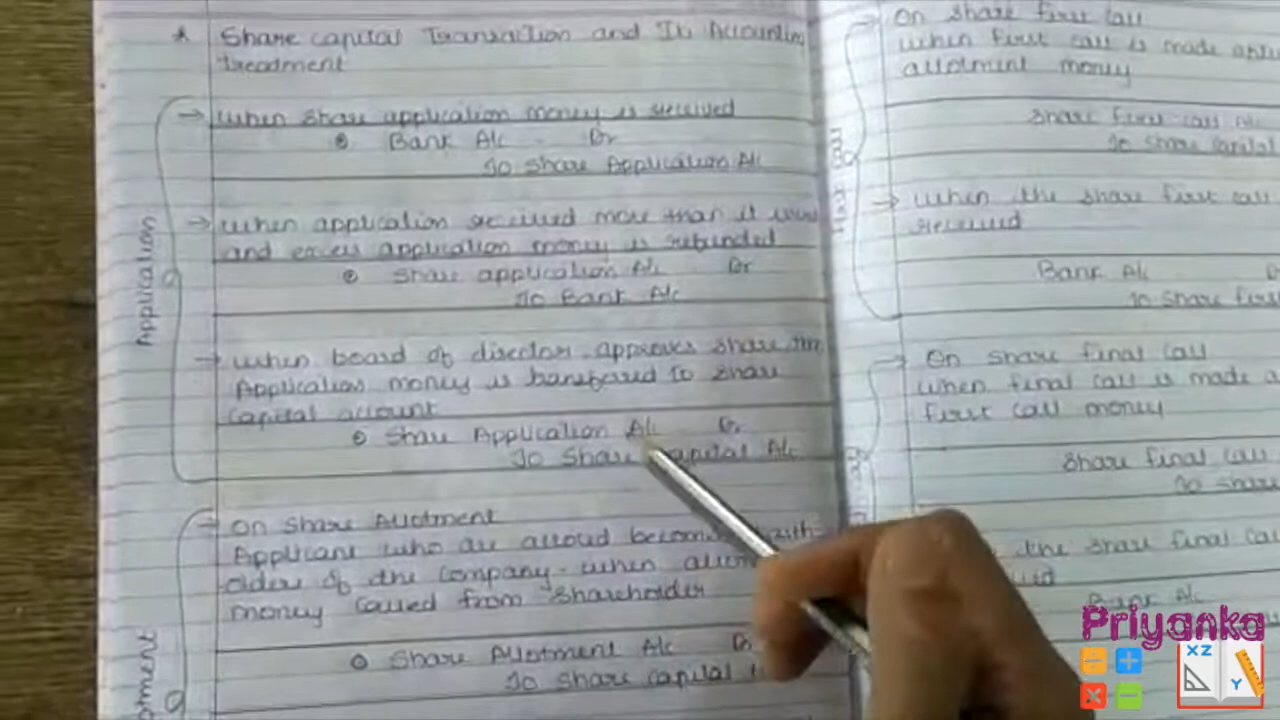 * Share capital Transaction and Its Accounting
treatment
→ When Share application money is received
Bank A/c Dr
To Share Application A/c
→ When application received more than it
and excess application money is refunded
Share application A/c Dr
To Bank A/c
→ When board of director approves share the
Application money is transferred to Share
capital account
Share Application A/c Dr
To Share capital A/c
Application
→ On Share Allotment
Applicant who are alloted
olders of the company. when
money called from Shareholder
Share Allotment A/c Dr
To Share capital
→ On share first call
when first call is made
allotment money
Share first call A/c
To Share capital
→ When the share first call
received
Bank A/c
To Share first
→ On Share final call
when final call is made
first call money
Share final call
To Share
the share final
Bank A/c
Priyanka
XZ
Y